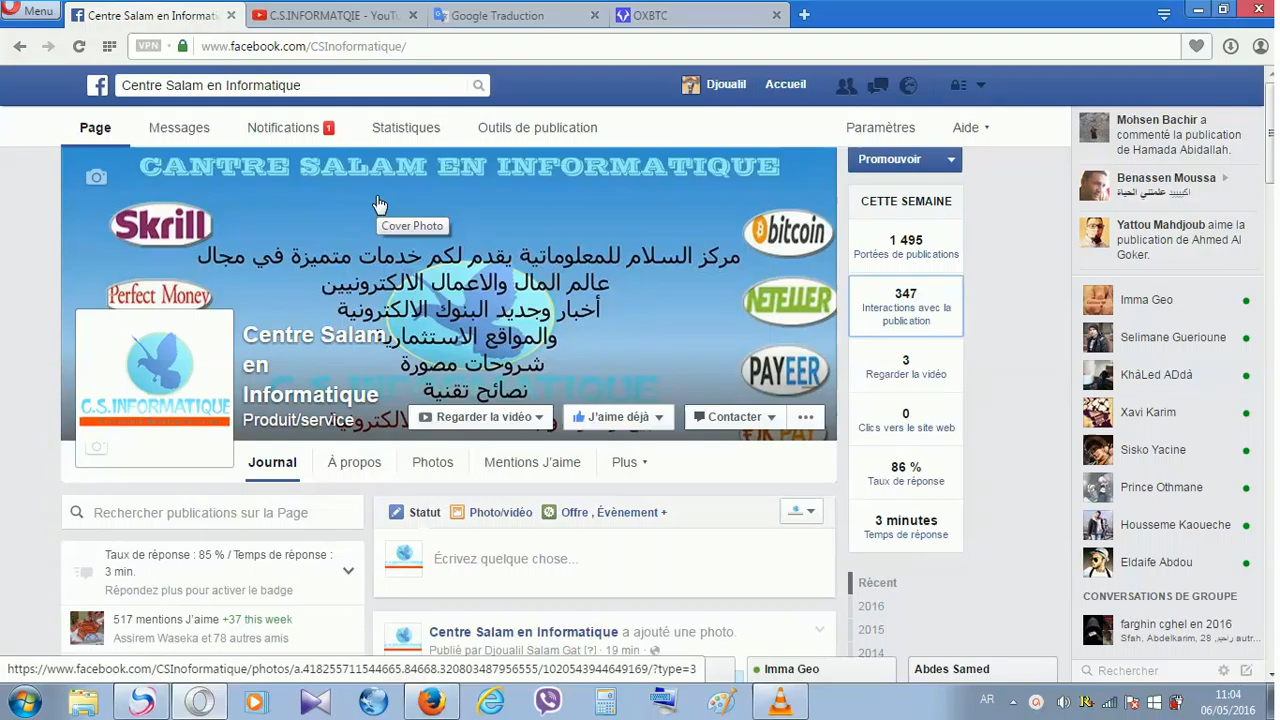 Menu
Centre Salam en Informati
C.S.INFORMATQIE - YouTu
Google Traduction
OXBTC
VPN
www.facebook.com/CSInoformatique/
Centre Salam en Informatique
Djoualil
Accueil
Page
Messages
Notifications 1
Statistiques
Outils de publication
Paramètres
Aide
CANTRE SALAM EN INFORMATIQUE
Cover Photo
Skrill
Perfect Money
bitcoin
NETELLER
PAYEER
OK PAY
مركز السلام للمعلوماتية يقدم لكم خدمات متميزة في مجال
عالم المال والاعمال الالكترونيين
أخبار وجديد البنوك الالكترونية
والمواقع الاستثمارية
شروحات مصورة
نصائح تقنية
C.S.INFORMATIQUE
Centre Salam
en
Informatique
Produit/service
Regarder la vidéo
J'aime déjà
Contacter
Journal
À propos
Photos
Mentions J'aime
Plus
Rechercher publications sur la Page
Taux de réponse : 85 % / Temps de réponse :
3 min.
Répondez plus pour activer le badge
517 mentions J'aime +37 this week
Assirem Waseka et 78 autres amis
Statut
Photo/vidéo
Offre , Évènement +
Écrivez quelque chose...
Centre Salam en Informatique a ajouté une photo.
Publié par Djoualil Salam Gat [?] · 19 min ·
Promouvoir
CETTE SEMAINE
1 495
Portées de publications
347
Interactions avec la
publication
3
Regarder la vidéo
0
Clics vers le site web
86 %
Taux de réponse
3 minutes
Temps de réponse
Récent
2016
2015
2014
Mohsen Bachir a
commenté la publication
de Hamada Abidallah.
Benassen Moussa
اكيييييد علمتني الحياة
Yattou Mahdjoub aime la
publication de Ahmed Al
Goker.
Imma Geo
Selimane Guerioune
KhâLed ADdá
Xavi Karim
Sisko Yacine
Prince Othmane
Housseme Kaoueche
Eldaife Abdou
CONVERSATIONS DE GROUPE
farghin cghel en 2016
Sfah, Abdelkarim, 28 autr...
Rechercher
https://www.facebook.com/CSInoformatique/photos/a.418255711544665.84668.320803487956555/1020543944649169/?type=3
Imma Geo
Abdes Samed
AR
11:04
06/05/2016